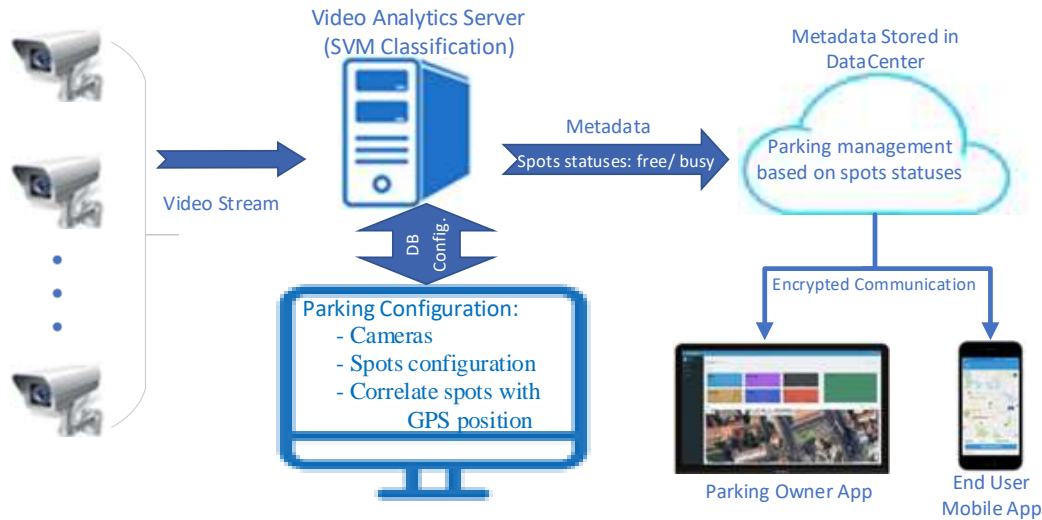 Video Analytics Server
(SVM Classification)
Metadata Stored in
DataCenter
Metadata
Spots statuses: free/ busy
Parking management
based on spots statuses
Video Stream
DB
Config.
Encrypted Communication
Parking Configuration:
- Cameras
- Spots configuration
- Correlate spots with
GPS position
Parking Owner App
End User
Mobile App